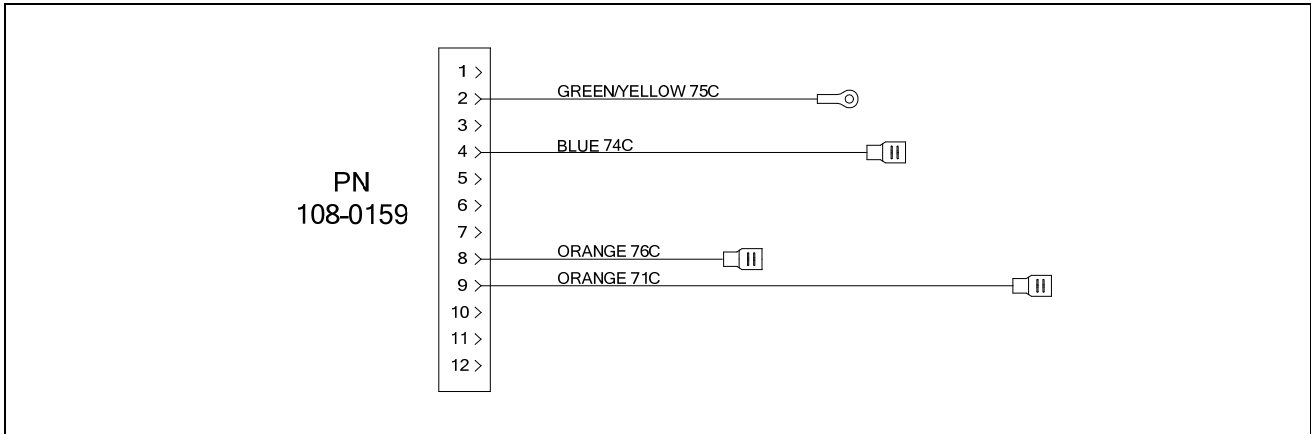 1
2 GREEN/YELLOW 75C
3
4 BLUE 74C
5
PN
108-0159
6
7
8 ORANGE 76C
9 ORANGE 71C
10
11
12